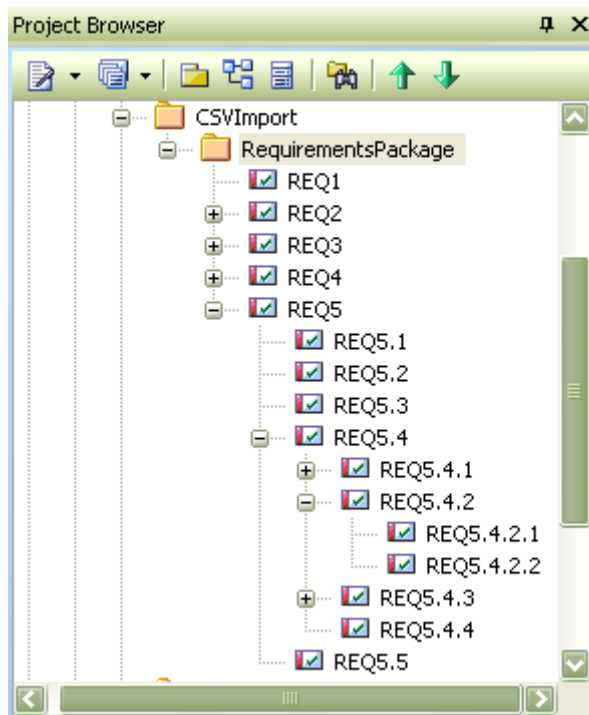 Project Browser
CSVImport
RequirementsPackage
REQ1
REQ2
REQ3
REQ4
REQ5
REQ5.1
REQ5.2
REQ5.3
REQ5.4
REQ5.4.1
REQ5.4.2
REQ5.4.2.1
REQ5.4.2.2
REQ5.4.3
REQ5.4.4
REQ5.5